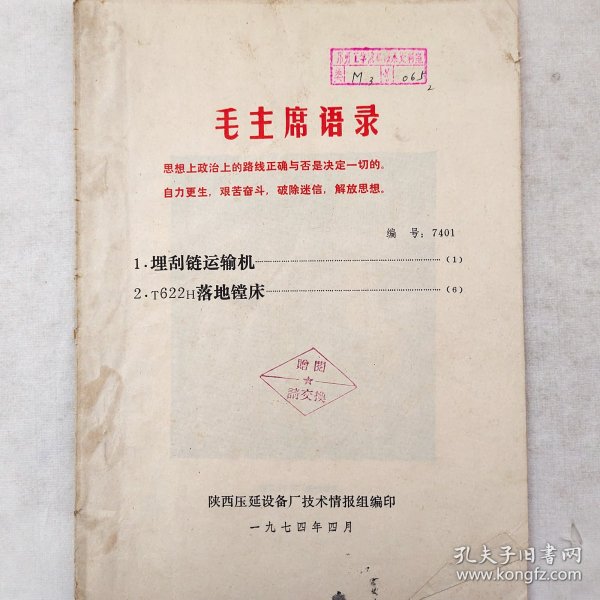 M 3
065
2
毛主席语录
思想上政治上的路线正确与否是决定一切的。
自力更生，艰苦奋斗，破除迷信，解放思想。
编 号：7401
1.埋刮链运输机 (1)
2.T622H落地镗床 (6)
赠阅
☆
請交換
陕西压延设备厂技术情报组编印
一九七四年四月
孔夫子旧书网
www.kongfz.com